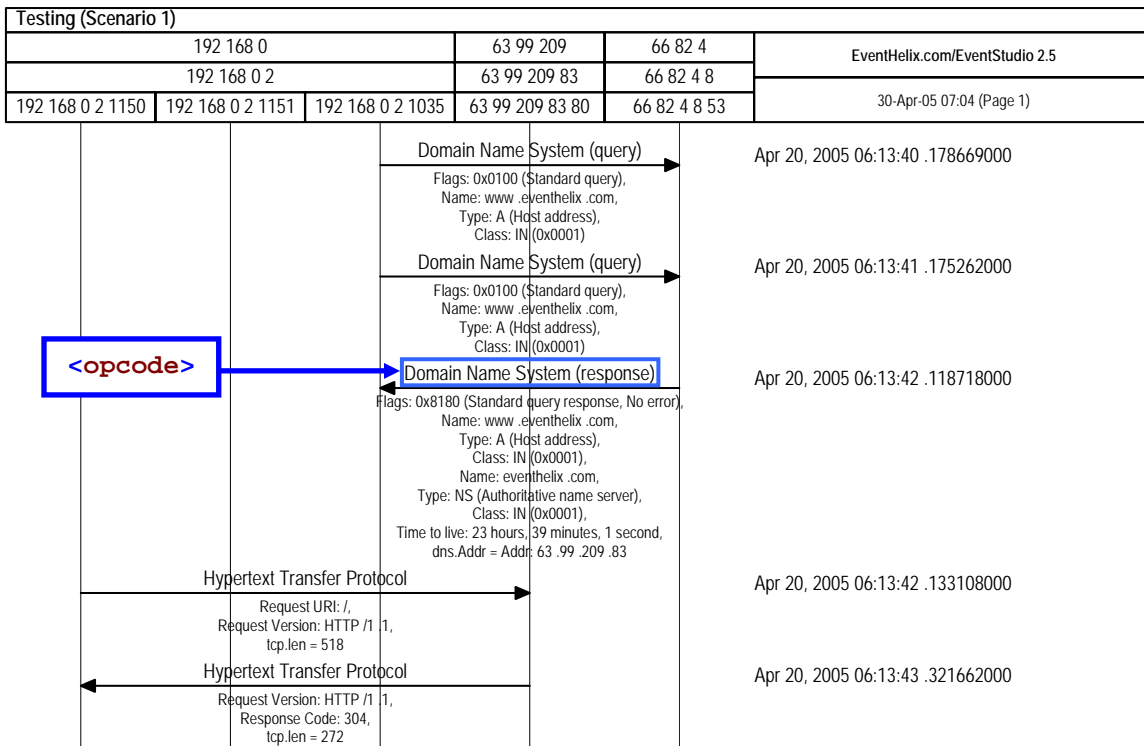 Testing (Scenario 1)
192 168 0
63 99 209
66 82 4
EventHelix.com/EventStudio 2.5
192 168 0 2
63 99 209 83
66 82 4 8
30-Apr-05 07:04 (Page 1)
192 168 0 2 1150
192 168 0 2 1151
192 168 0 2 1035
63 99 209 83 80
66 82 4 8 53
Domain Name System (query)
Apr 20, 2005 06:13:40 .178669000
Flags: 0x0100 (Standard query),
Name: www .eventhelix .com,
Type: A (Host address),
Class: IN (0x0001)
Domain Name System (query)
Apr 20, 2005 06:13:41 .175262000
Flags: 0x0100 (Standard query),
Name: www .eventhelix .com,
Type: A (Host address),
Class: IN (0x0001)
<opcode>
Domain Name System (response)
Apr 20, 2005 06:13:42 .118718000
Flags: 0x8180 (Standard query response, No error),
Name: www .eventhelix .com,
Type: A (Host address),
Class: IN (0x0001),
Name: eventhelix .com,
Type: NS (Authoritative name server),
Class: IN (0x0001),
Time to live: 23 hours, 39 minutes, 1 second,
dns.Addr = Addr: 63 .99 .209 .83
Hypertext Transfer Protocol
Apr 20, 2005 06:13:42 .133108000
Request URI: /,
Request Version: HTTP /1 .1,
tcp.len = 518
Hypertext Transfer Protocol
Apr 20, 2005 06:13:43 .321662000
Request Version: HTTP /1 .1,
Response Code: 304,
tcp.len = 272